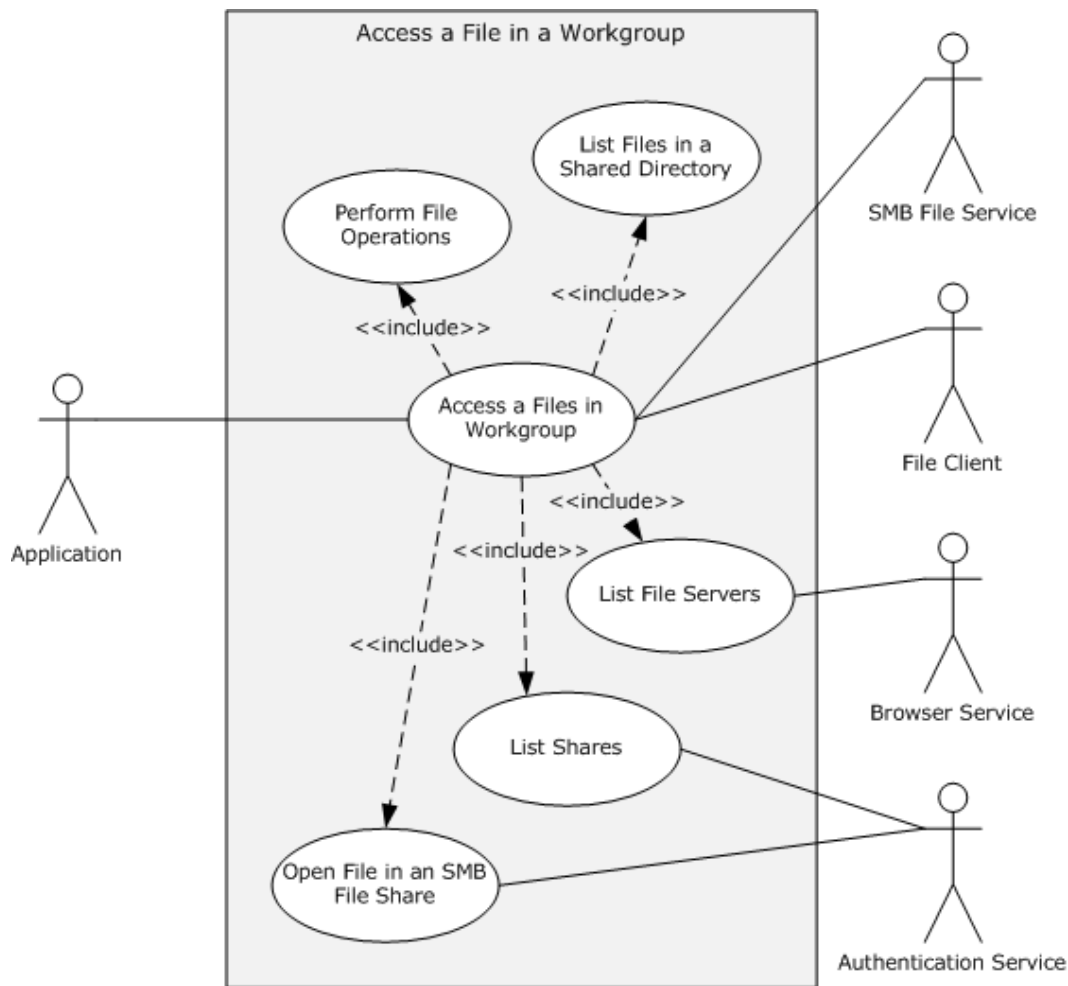 Access a File in a Workgroup
List Files in a
Shared Directory
SMB File Service
Perform File
Operations
<<include>>
<<include>>
Access a Files in
Workgroup
File Client
Application
<<include>>
<<include>>
List File Servers
<<include>>
Browser Service
List Shares
Open File in an SMB
File Share
Authentication Service